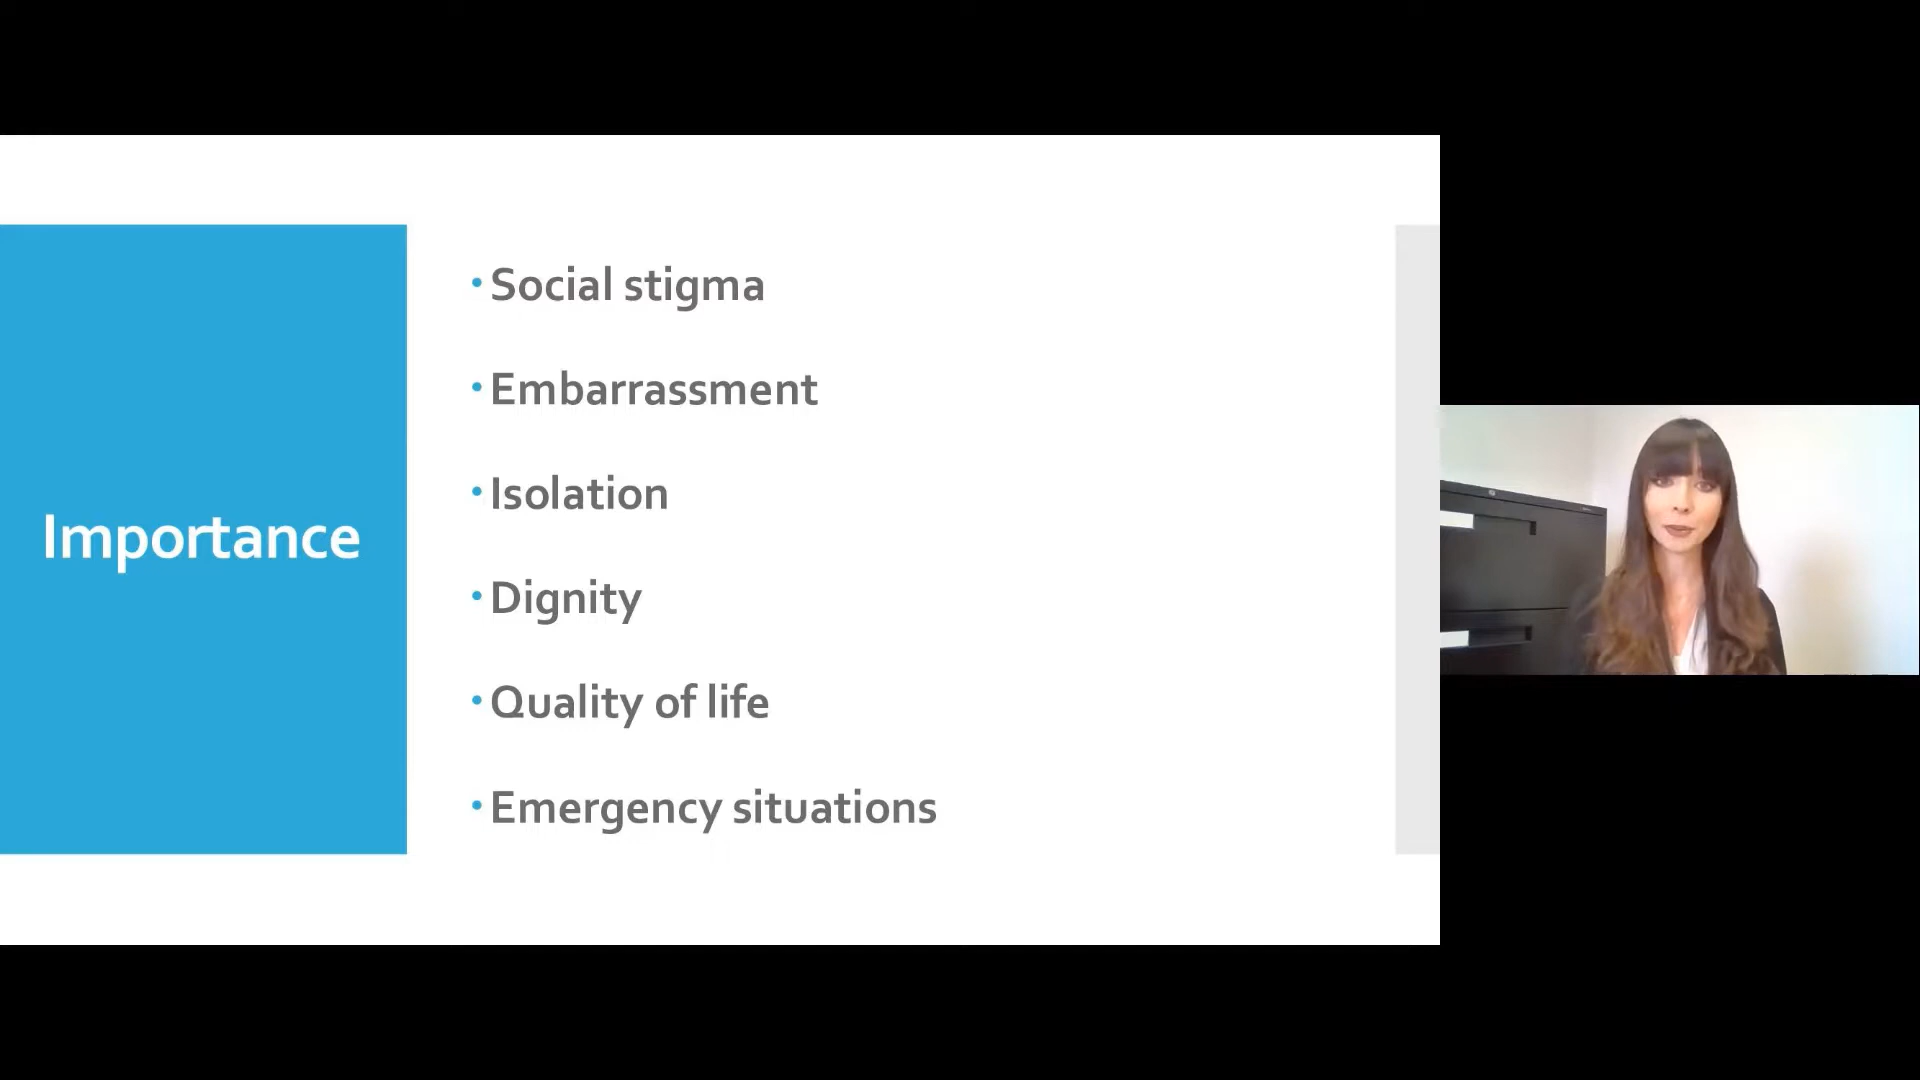 Importance
• Social stigma
• Embarrassment
• Isolation
• Dignity
• Quality of life
• Emergency situations